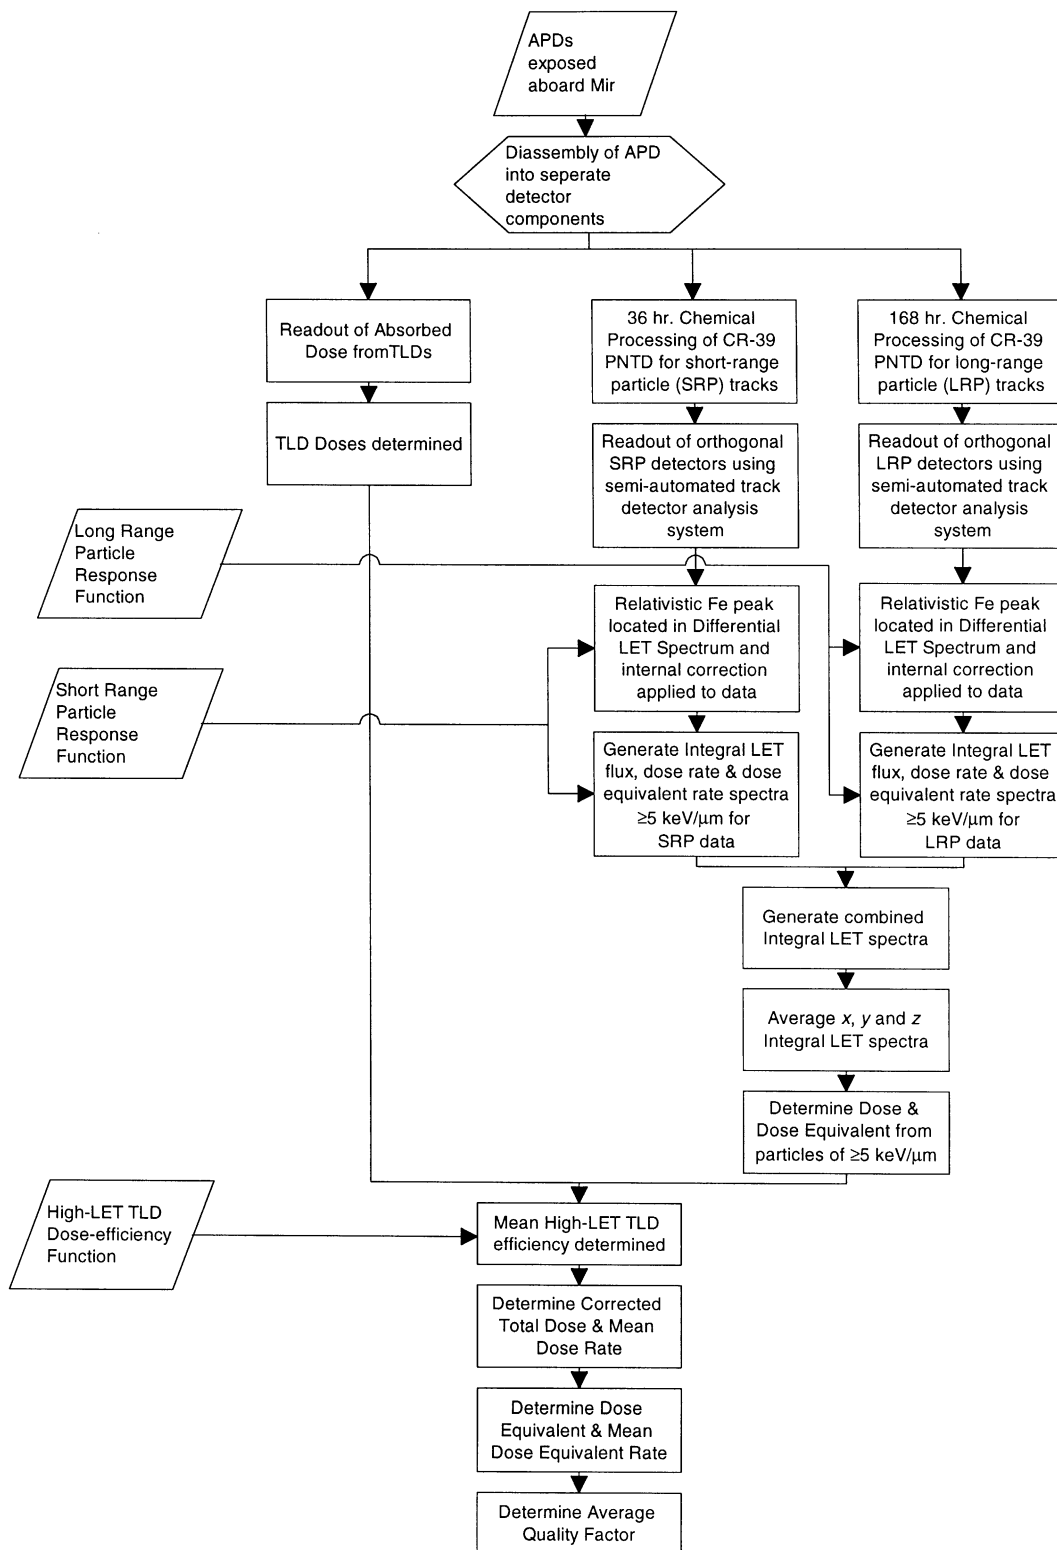 APDs
exposed
aboard Mir
Diassembly of APD
into seperate
detector
components
Readout of Absorbed
Dose fromTLDs
36 hr. Chemical
Processing of CR-39
PNTD for short-range
particle (SRP) tracks
168 hr. Chemical
Processing of CR-39
PNTD for long-range
particle (LRP) tracks
TLD Doses determined
Readout of orthogonal
SRP detectors using
semi-automated track
detector analysis
system
Readout of orthogonal
LRP detectors using
semi-automated track
detector analysis
system
Long Range
Particle
Response
Function
Relativistic Fe peak
located in Differential
LET Spectrum and
internal correction
applied to data
Relativistic Fe peak
located in Differential
LET Spectrum and
internal correction
applied to data
Short Range
Particle
Response
Function
Generate Integral LET
flux, dose rate & dose
equivalent rate spectra
≥5 keV/μm for
SRP data
Generate Integral LET
flux, dose rate & dose
equivalent rate spectra
≥5 keV/μm for
LRP data
Generate combined
Integral LET spectra
Average x, y and z
Integral LET spectra
Determine Dose &
Dose Equivalent from
particles of ≥5 keV/μm
High-LET TLD
Dose-efficiency
Function
Mean High-LET TLD
efficiency determined
Determine Corrected
Total Dose & Mean
Dose Rate
Determine Dose
Equivalent & Mean
Dose Equivalent Rate
Determine Average
Quality Factor